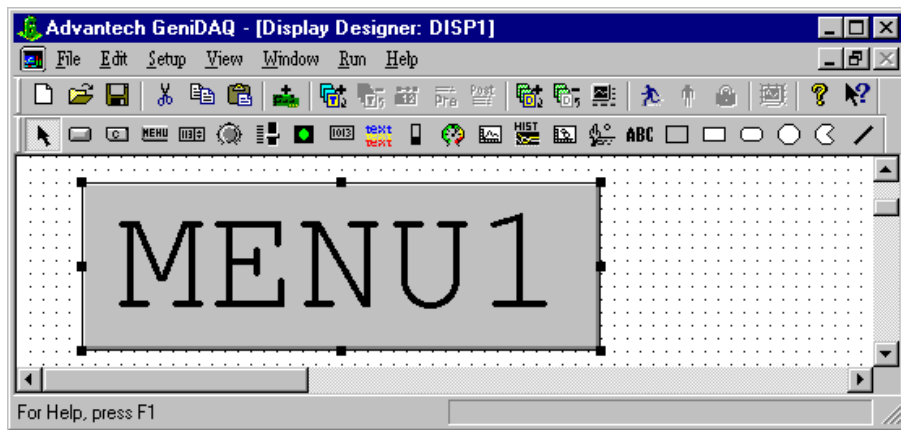 Advantech GeniDAQ - [Display Designer: DISP1]
File Edit Setup View Window Run Help
Pre Post
C MENU 1013 text text HIST ABC
MENU1
For Help, press F1